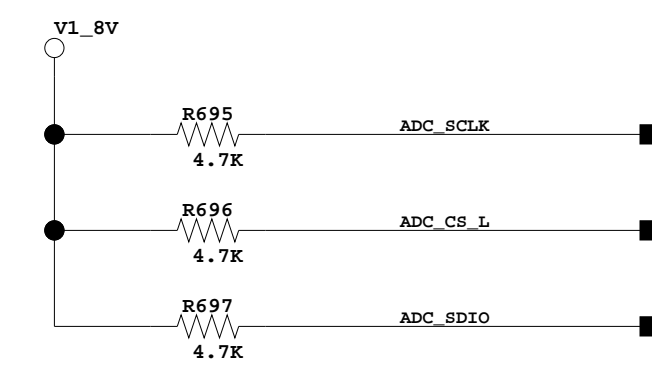 V1_8V
R695
ADC_SCLK
4.7K
R696
ADC_CS_L
4.7K
R697
ADC_SDIO
4.7K